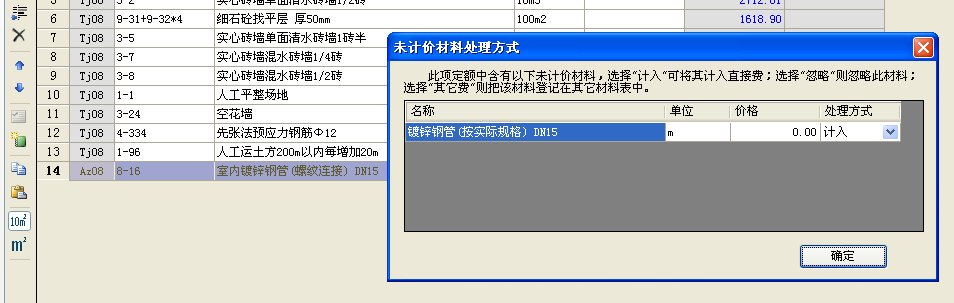 5 Tj08 3-2 实心砖墙单面清水砖墙1/2砖 10m3 2712.61
6 Tj08 9-31+9-32*4 细石砼找平层 厚50mm 100m2 1618.90
7 Tj08 3-5 实心砖墙单面清水砖墙1砖半
8 Tj08 3-7 实心砖墙混水砖墙1/4砖
9 Tj08 3-8 实心砖墙混水砖墙1/2砖
10 Tj08 1-1 人工平整场地
11 Tj08 3-24 空花墙
12 Tj08 4-334 先张法预应力钢筋Φ12
13 Tj08 1-96 人工运土方200m以内每增加20m
14 Az08 8-16 室内镀锌钢管(螺纹连接) DN15
10m²
m²
未计价材料处理方式
此项定额中含有以下未计价材料，选择"计入"可将其计入直接费；选择"忽略"则忽略此材料；
选择"其它费"则把该材料登记在其它材料表中。
名称 单位 价格 处理方式
镀锌钢管(按实际规格) DN15 m 0.00 计入
确定